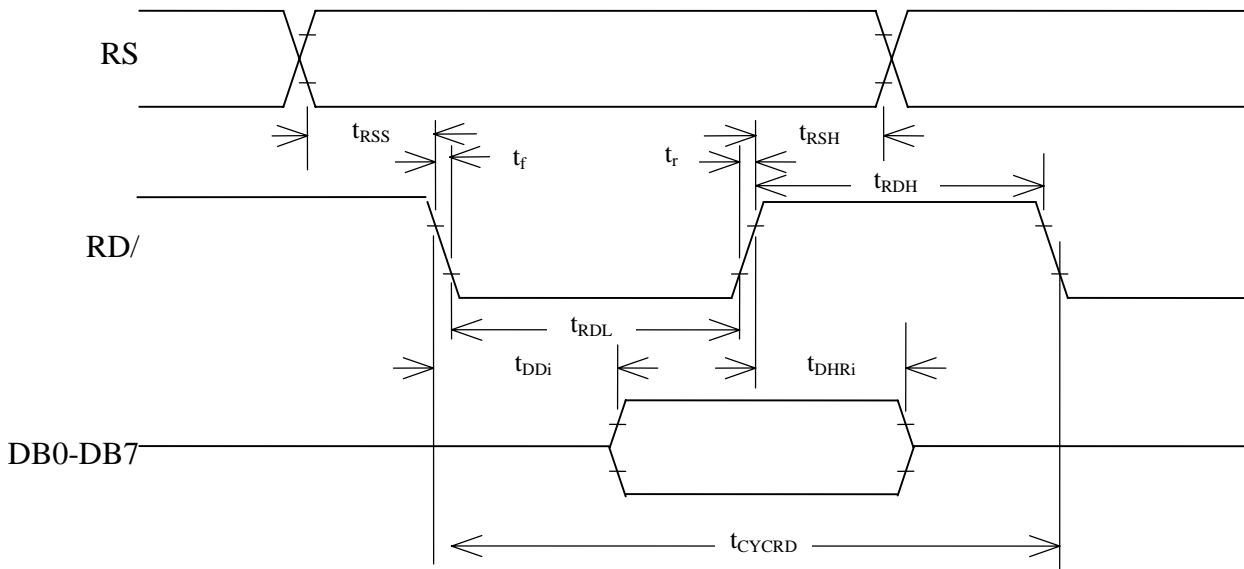 RS
tRSS
tRSH
tf
tr
tRDH
RD/
tRDL
tDDi
tDHRi
DB0-DB7
tCYCRD